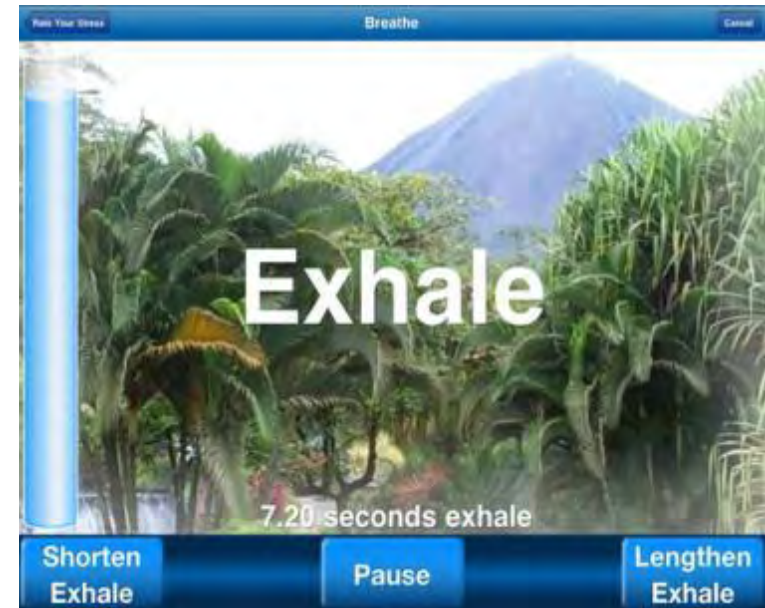 Rate Your Stress
Breathe
Cancel
Exhale
7.20 seconds exhale
Shorten
Exhale
Pause
Lengthen
Exhale